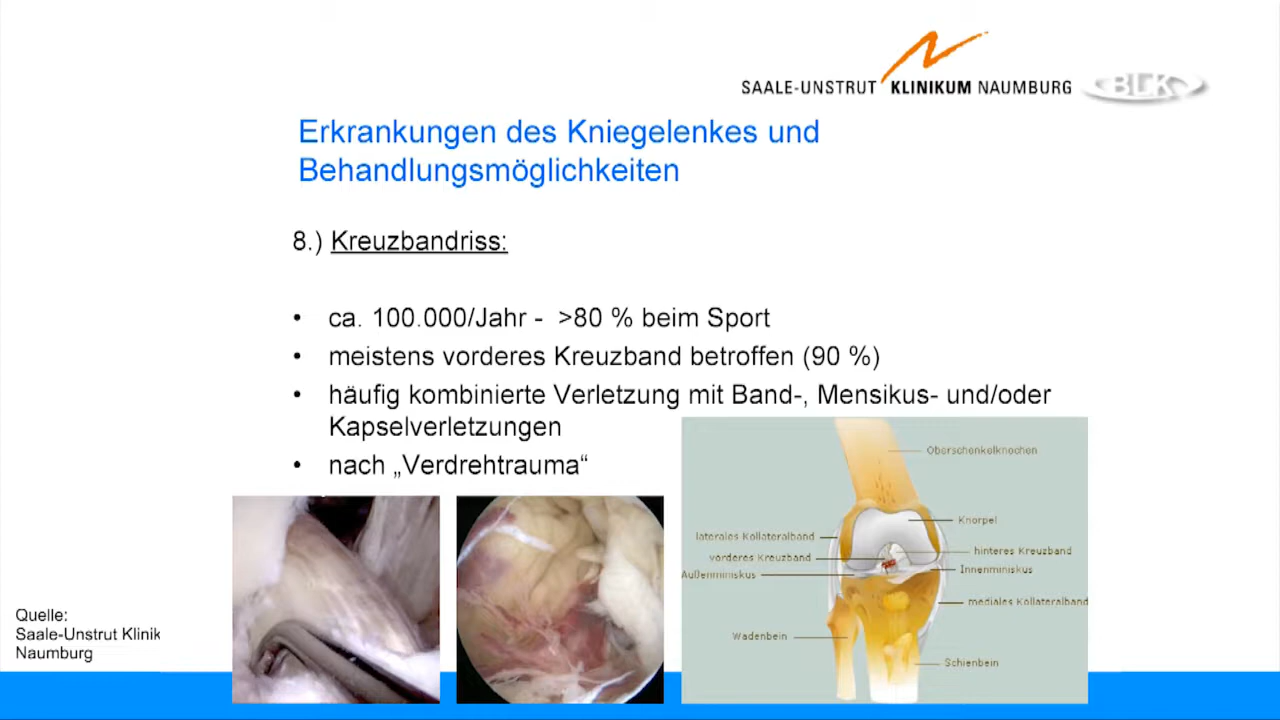 SAALE-UNSTRUT KLINIKUM NAUMBURG
BLK
Erkrankungen des Kniegelenkes und
Behandlungsmöglichkeiten
8.) Kreuzbandriss:
• ca. 100.000/Jahr - >80 % beim Sport
• meistens vorderes Kreuzband betroffen (90 %)
• häufig kombinierte Verletzung mit Band-, Mensikus- und/oder
Kapselverletzungen
• nach „Verdrehtrauma“
Oberschenkelknochen
Knorpel
laterales Kollateralband
hinteres Kreuzband
vorderes Kreuzband
Innenminiskus
Außenminiskus
mediales Kollateralband
Wadenbein
Schienbein
Quelle:
Saale-Unstrut Klinik
Naumburg